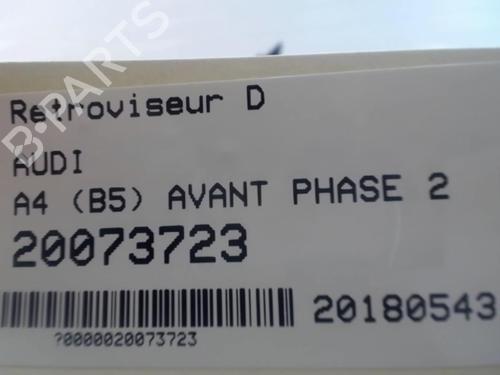 Retroviseur D
AUDI
A4 (B5) AVANT PHASE 2
20073723
20180543
?0000020073723
B-PARTS